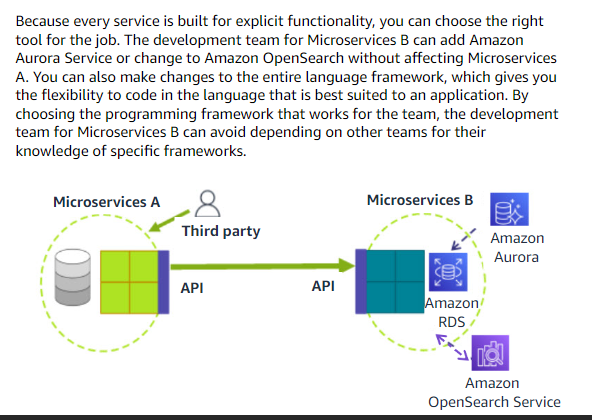 Because every service is built for explicit functionality, you can choose the right
tool for the job. The development team for Microservices B can add Amazon
Aurora Service or change to Amazon OpenSearch without affecting Microservices
A. You can also make changes to the entire language framework, which gives you
the flexibility to code in the language that is best suited to an application. By
choosing the programming framework that works for the team, the development
team for Microservices B can avoid depending on other teams for their
knowledge of specific frameworks.
Microservices A
Third party
API
API
Microservices B
Amazon
Aurora
Amazon
RDS
Amazon
OpenSearch Service